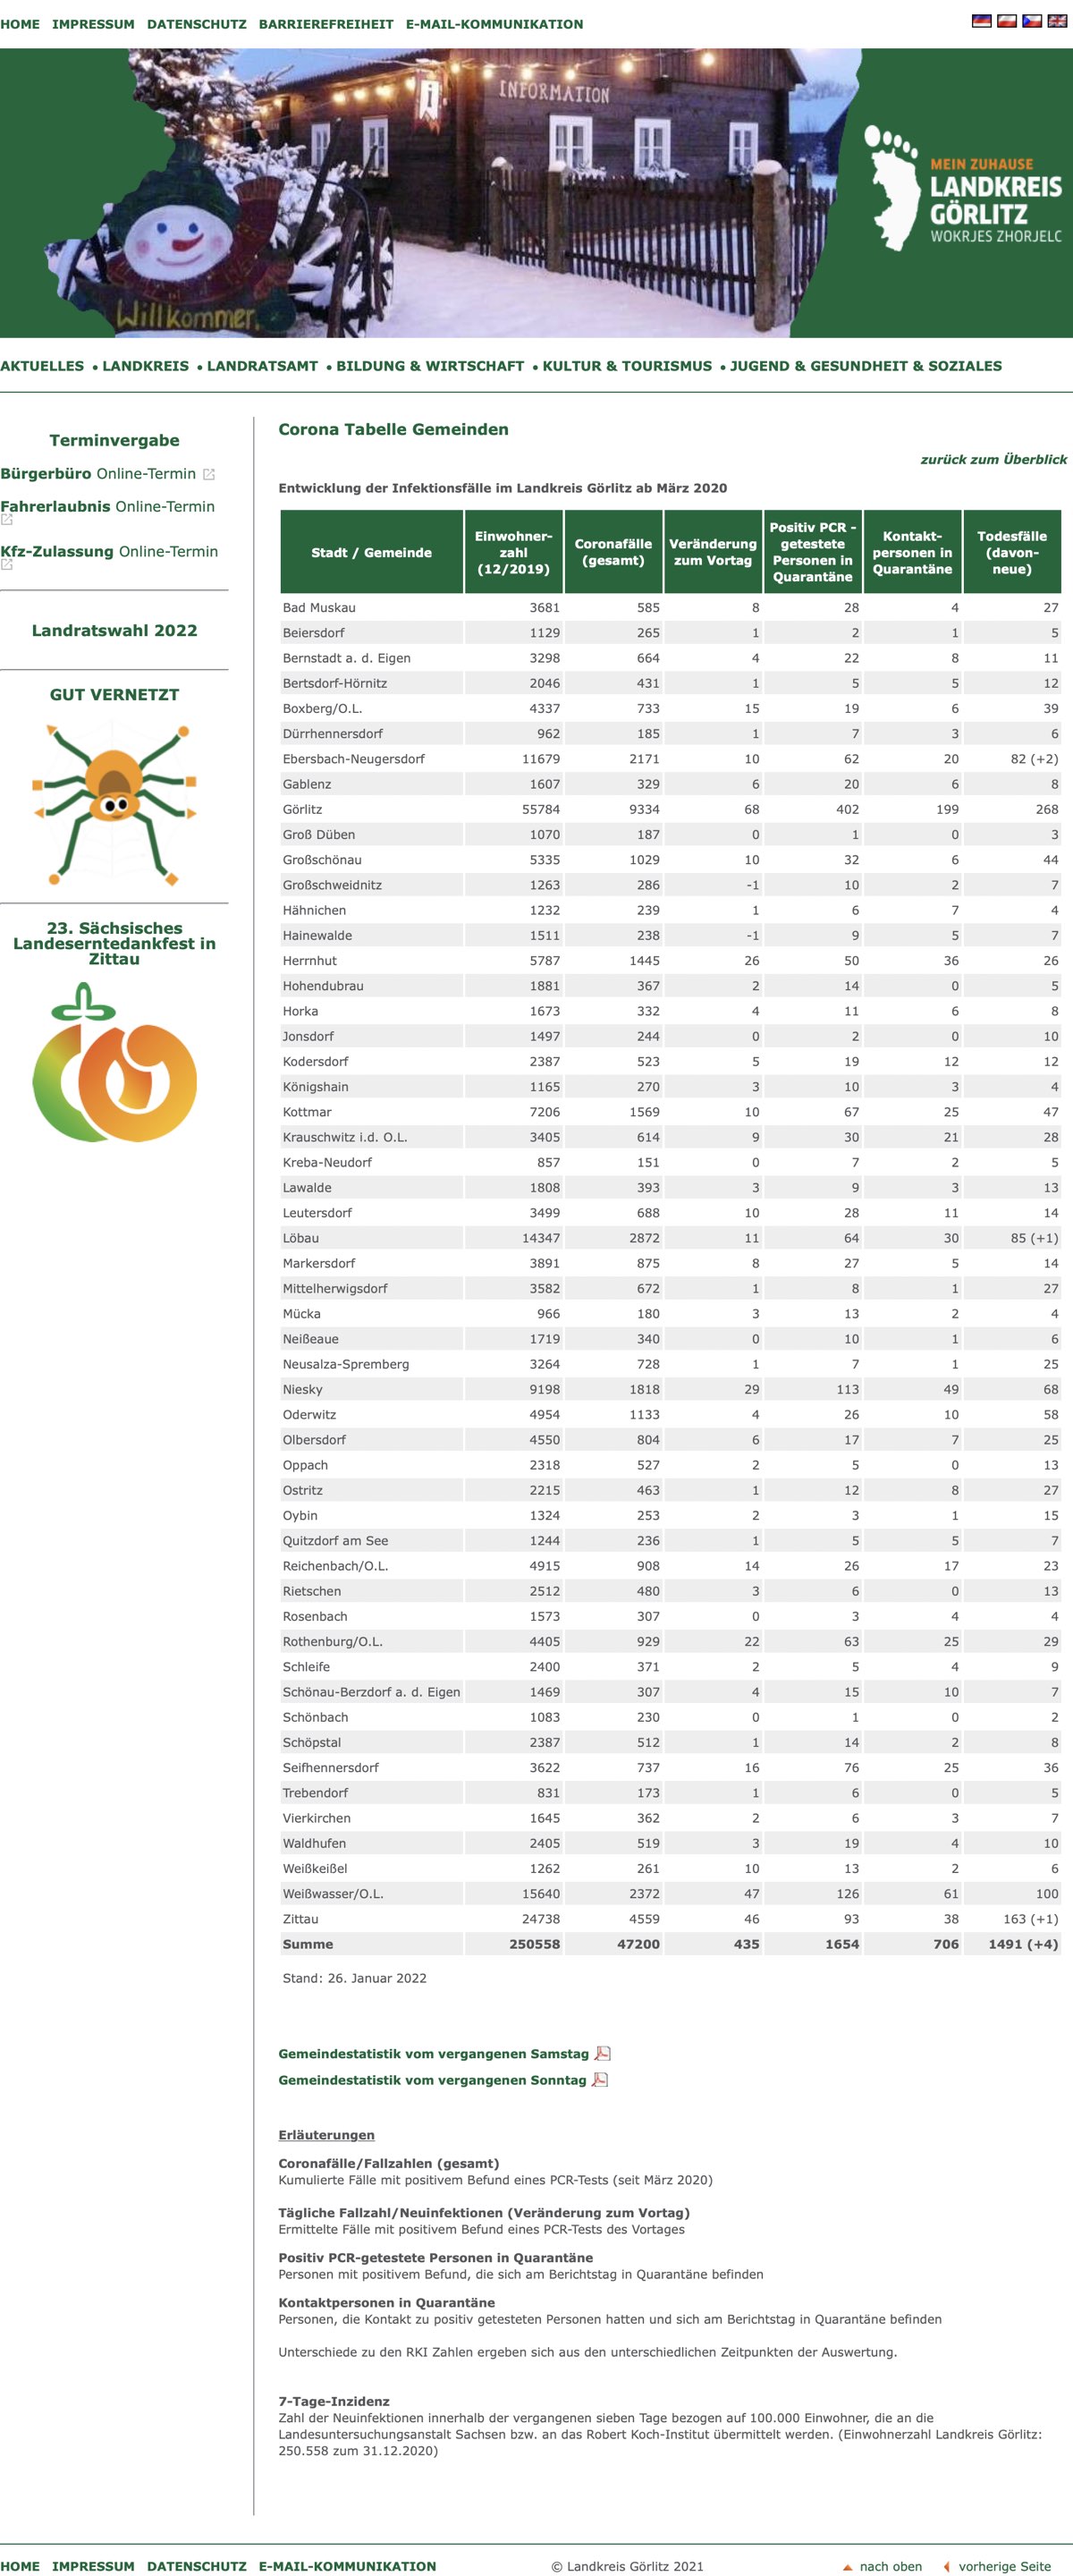 HOME IMPRESSUM DATENSCHUTZ BARRIEREFREIHEIT E-MAIL-KOMMUNIKATION
INFORMATION
i
Willkommen
MEIN ZUHAUSE
LANDKREIS
GÖRLITZ
WOKRJES ZHORJELC
AKTUELLES • LANDKREIS • LANDRATSAMT • BILDUNG & WIRTSCHAFT • KULTUR & TOURISMUS • JUGEND & GESUNDHEIT & SOZIALES
Terminvergabe
Bürgerbüro Online-Termin
Fahrerlaubnis Online-Termin
Kfz-Zulassung Online-Termin
Landratswahl 2022
GUT VERNETZT
23. Sächsisches
Landeserntedankfest in
Zittau
Corona Tabelle Gemeinden
zurück zum Überblick
Entwicklung der Infektionsfälle im Landkreis Görlitz ab März 2020
Stadt / Gemeinde Einwohner-zahl (12/2019) Coronafälle (gesamt) Veränderung zum Vortag Positiv PCR - getestete Personen in Quarantäne Kontakt-personen in Quarantäne Todesfälle (davon-neue)
Bad Muskau 3681 585 8 28 4 27
Beiersdorf 1129 265 1 2 1 5
Bernstadt a. d. Eigen 3298 664 4 22 8 11
Bertsdorf-Hörnitz 2046 431 1 5 5 12
Boxberg/O.L. 4337 733 15 19 6 39
Dürrhennersdorf 962 185 1 7 3 6
Ebersbach-Neugersdorf 11679 2171 10 62 20 82 (+2)
Gablenz 1607 329 6 20 6 8
Görlitz 55784 9334 68 402 199 268
Groß Düben 1070 187 0 1 0 3
Großschönau 5335 1029 10 32 6 44
Großschweidnitz 1263 286 -1 10 2 7
Hähnichen 1232 239 1 6 7 4
Hainewalde 1511 238 -1 9 5 7
Herrnhut 5787 1445 26 50 36 26
Hohendubrau 1881 367 2 14 0 5
Horka 1673 332 4 11 6 8
Jonsdorf 1497 244 0 2 0 10
Kodersdorf 2387 523 5 19 12 12
Königshain 1165 270 3 10 3 4
Kottmar 7206 1569 10 67 25 47
Krauschwitz i.d. O.L. 3405 614 9 30 21 28
Kreba-Neudorf 857 151 0 7 2 5
Lawalde 1808 393 3 9 3 13
Leutersdorf 3499 688 10 28 11 14
Löbau 14347 2872 11 64 30 85 (+1)
Markersdorf 3891 875 8 27 5 14
Mittelherwigsdorf 3582 672 1 8 1 27
Mücka 966 180 3 13 2 4
Neißeaue 1719 340 0 10 1 6
Neusalza-Spremberg 3264 728 1 7 1 25
Niesky 9198 1818 29 113 49 68
Oderwitz 4954 1133 4 26 10 58
Olbersdorf 4550 804 6 17 7 25
Oppach 2318 527 2 5 0 13
Ostritz 2215 463 1 12 8 27
Oybin 1324 253 2 3 1 15
Quitzdorf am See 1244 236 1 5 5 7
Reichenbach/O.L. 4915 908 14 26 17 23
Rietschen 2512 480 3 6 0 13
Rosenbach 1573 307 0 3 4 4
Rothenburg/O.L. 4405 929 22 63 25 29
Schleife 2400 371 2 5 4 9
Schönau-Berzdorf a. d. Eigen 1469 307 4 15 10 7
Schönbach 1083 230 0 1 0 2
Schöpstal 2387 512 1 14 2 8
Seifhennersdorf 3622 737 16 76 25 36
Trebendorf 831 173 1 6 0 5
Vierkirchen 1645 362 2 6 3 7
Waldhufen 2405 519 3 19 4 10
Weißkeißel 1262 261 10 13 2 6
Weißwasser/O.L. 15640 2372 47 126 61 100
Zittau 24738 4559 46 93 38 163 (+1)
Summe 250558 47200 435 1654 706 1491 (+4)
Stand: 26. Januar 2022
Gemeindestatistik vom vergangenen Samstag
Gemeindestatistik vom vergangenen Sonntag
Erläuterungen
Coronafälle/Fallzahlen (gesamt)
Kumulierte Fälle mit positivem Befund eines PCR-Tests (seit März 2020)
Tägliche Fallzahl/Neuinfektionen (Veränderung zum Vortag)
Ermittelte Fälle mit positivem Befund eines PCR-Tests des Vortages
Positiv PCR-getestete Personen in Quarantäne
Personen mit positivem Befund, die sich am Berichtstag in Quarantäne befinden
Kontaktpersonen in Quarantäne
Personen, die Kontakt zu positiv getesteten Personen hatten und sich am Berichtstag in Quarantäne befinden
Unterschiede zu den RKI Zahlen ergeben sich aus den unterschiedlichen Zeitpunkten der Auswertung.
7-Tage-Inzidenz
Zahl der Neuinfektionen innerhalb der vergangenen sieben Tage bezogen auf 100.000 Einwohner, die an die
Landesuntersuchungsanstalt Sachsen bzw. an das Robert Koch-Institut übermittelt werden. (Einwohnerzahl Landkreis Görlitz:
250.558 zum 31.12.2020)
HOME IMPRESSUM DATENSCHUTZ E-MAIL-KOMMUNIKATION © Landkreis Görlitz 2021 nach oben vorherige Seite